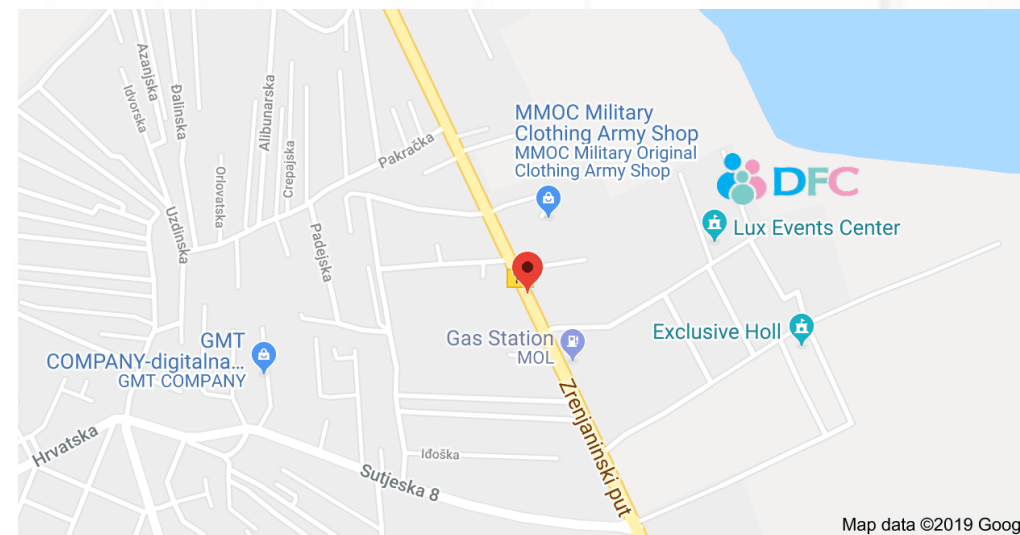 Azanjska
Idvorska
Đalinska
Alibunarska
Crepajska
Orlovatska
Uzdinska
Padejska
Pakračka
MMOC Military
Clothing Army Shop
MMOC Military Original
Clothing Army Shop
DFC
Lux Events Center
Exclusive Holl
Gas Station
MOL
GMT
COMPANY-digitalna...
GMT COMPANY
Zrenjaninski put
Hrvatska
Sutjeska 8
Iđoška
Map data ©2019 Goog